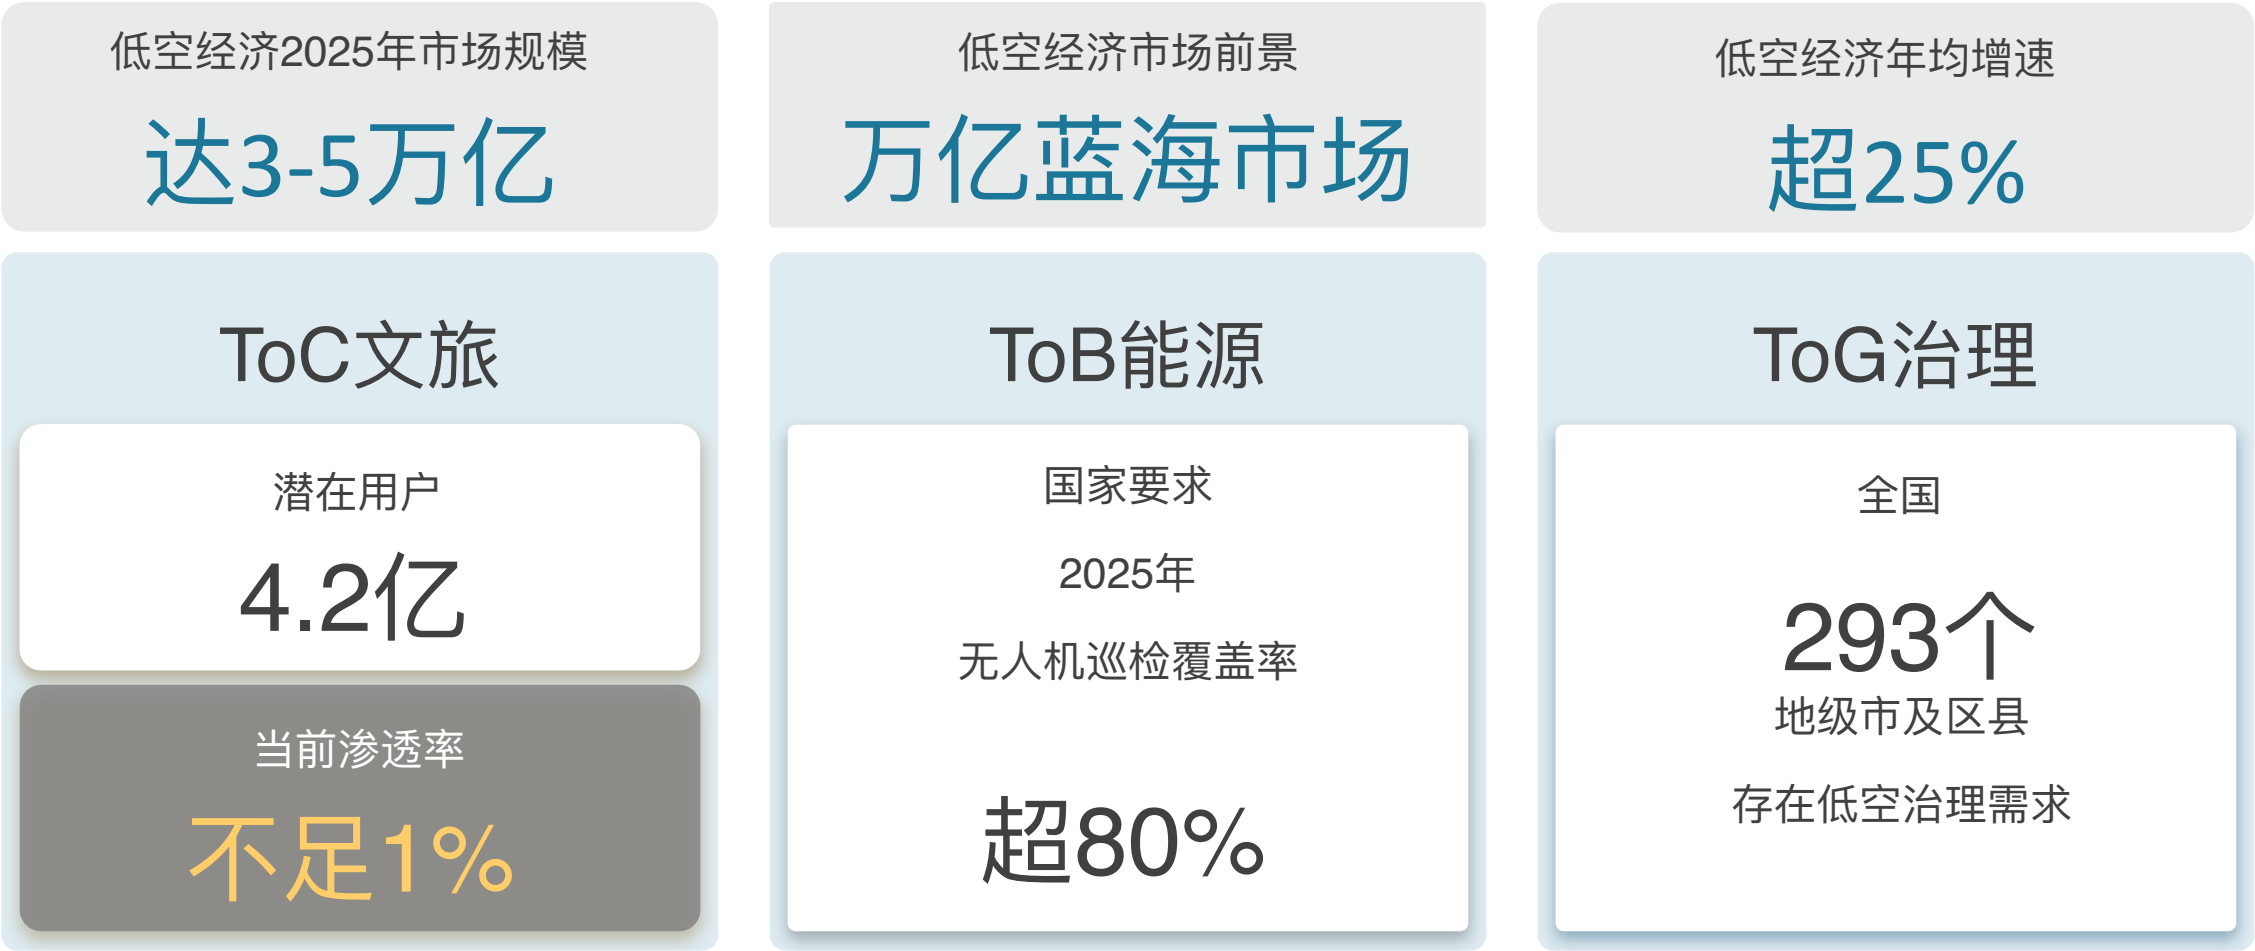 低空经济2025年市场规模
达3-5万亿
低空经济市场前景
万亿蓝海市场
低空经济年均增速
超25%
ToC文旅
潜在用户
4.2亿
当前渗透率
不足1%
ToB能源
国家要求
2025年
无人机巡检覆盖率
超80%
ToG治理
全国
293个
地级市及区县
存在低空治理需求